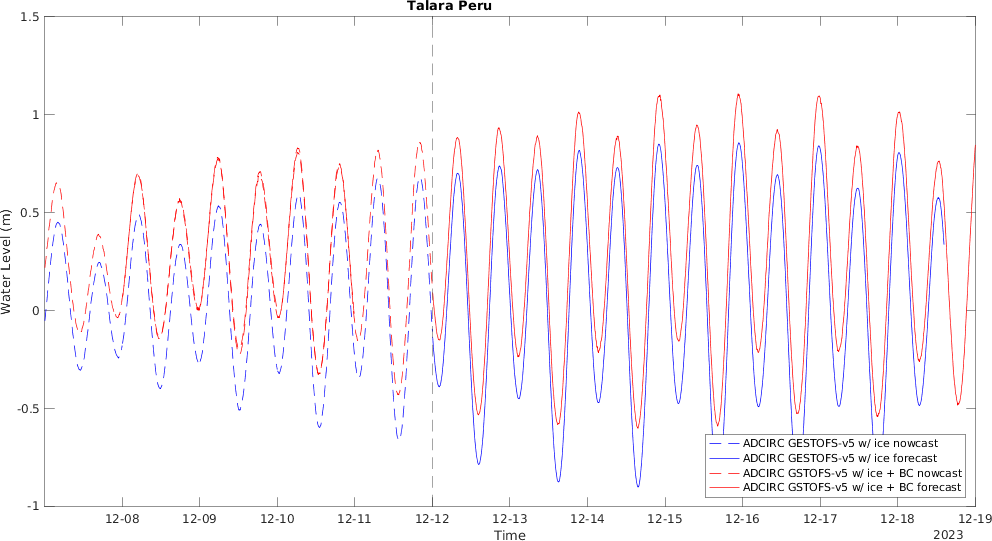 Talara Peru
1.5
1
0.5
0
-0.5
-1
Water Level (m)
ADCIRC GESTOFS-v5 w/ ice nowcast
ADCIRC GESTOFS-v5 w/ ice forecast
ADCIRC GSTOFS-v5 w/ ice + BC nowcast
ADCIRC GSTOFS-v5 w/ ice + BC forecast
12-08 12-09 12-10 12-11 12-12 12-13 12-14 12-15 12-16 12-17 12-18 12-19
Time
2023